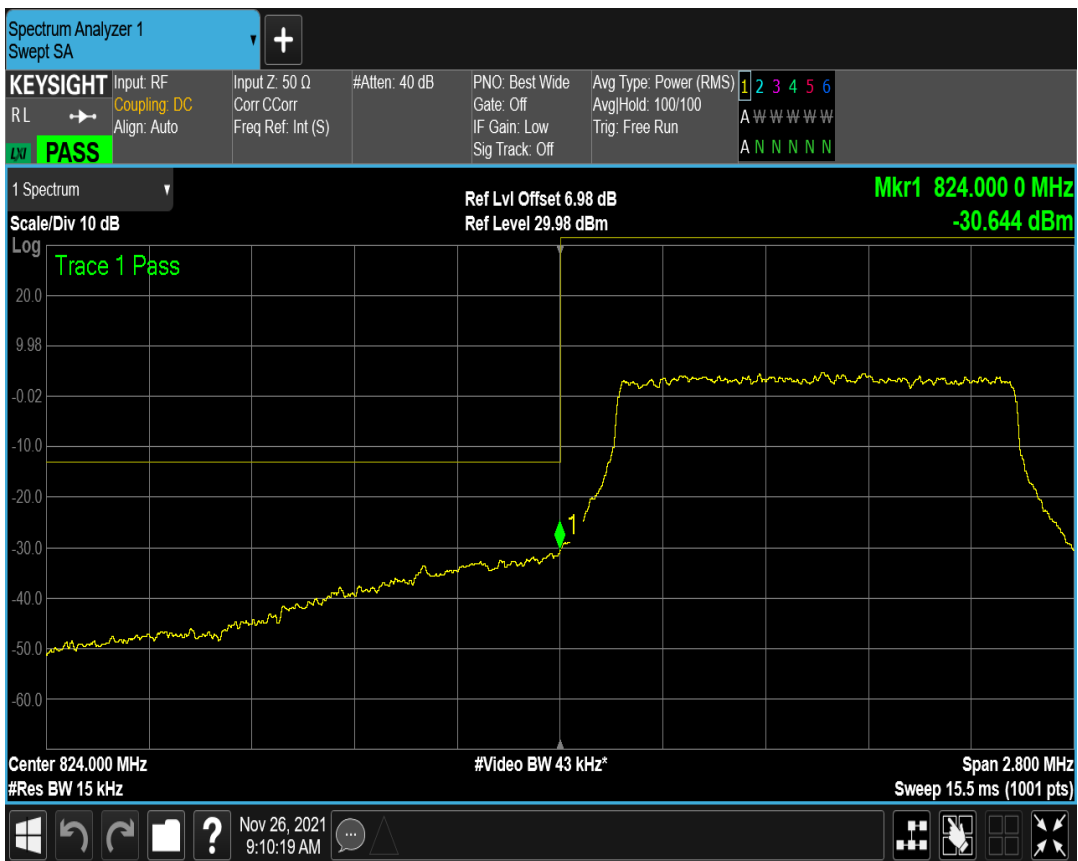 Spectrum Analyzer 1
Swept SA
+
KEYSIGHT
RL
LXI
PASS
Input: RF
Coupling: DC
Align: Auto
Input Z: 50 Ω
Corr CCorr
Freq Ref: Int (S)
#Atten: 40 dB
PNO: Best Wide
Gate: Off
IF Gain: Low
Sig Track: Off
Avg Type: Power (RMS)
Avg|Hold: 100/100
Trig: Free Run
1 2 3 4 5 6
A W W W W W
A N N N N N
1 Spectrum
Scale/Div 10 dB
Ref Lvl Offset 6.98 dB
Ref Level 29.98 dBm
Mkr1 824.000 0 MHz
-30.644 dBm
Log
Trace 1 Pass
20.0
9.98
-0.02
-10.0
-20.0
1
-30.0
-40.0
-50.0
-60.0
Center 824.000 MHz
#Video BW 43 kHz*
Span 2.800 MHz
#Res BW 15 kHz
Sweep 15.5 ms (1001 pts)
?
Nov 26, 2021
9:10:19 AM